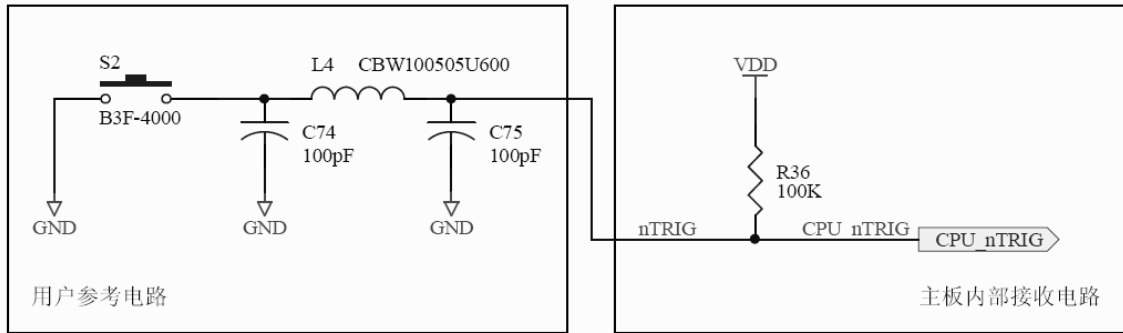 S2
B3F-4000
GND
C74
100pF
GND
L4 CBW100505U600
C75
100pF
GND
用户参考电路
VDD
R36
100K
nTRIG
CPU_nTRIG
CPU_nTRIG
主板内部接收电路